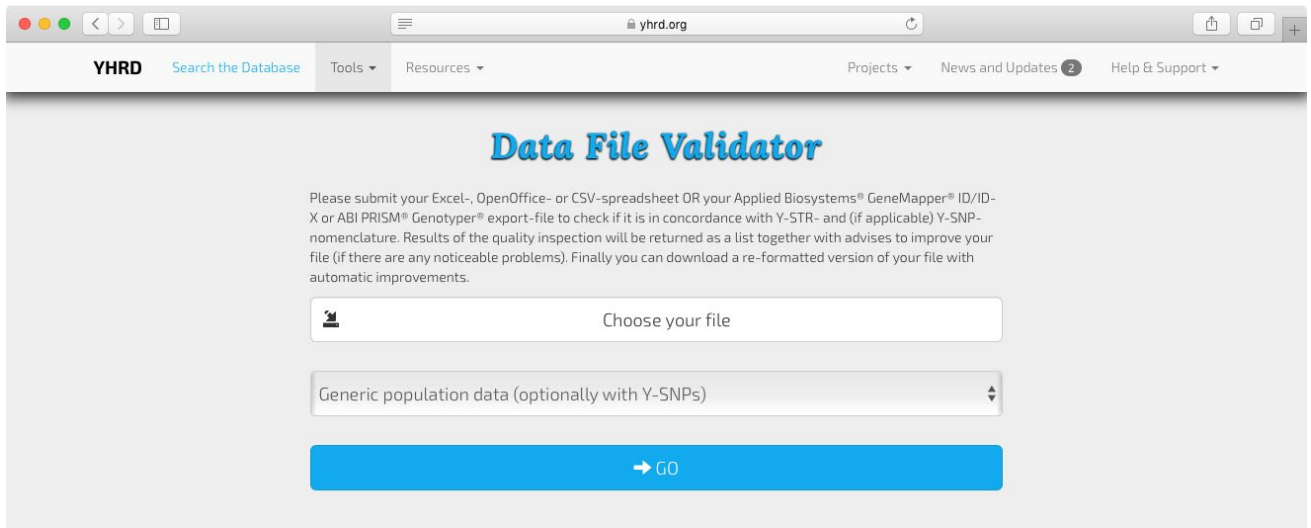 yhrd.org
YHRD Search the Database Tools Resources Projects News and Updates 2 Help & Support
Data File Validator
Please submit your Excel-, OpenOffice- or CSV-spreadsheet OR your Applied Biosystems® GeneMapper® ID/ID-
X or ABI PRISM® Genotyper® export-file to check if it is in concordance with Y-STR- and (if applicable) Y-SNP-
nomenclature. Results of the quality inspection will be returned as a list together with advises to improve your
file (if there are any noticeable problems). Finally you can download a re-formatted version of your file with
automatic improvements.
Choose your file
Generic population data (optionally with Y-SNPs)
GO